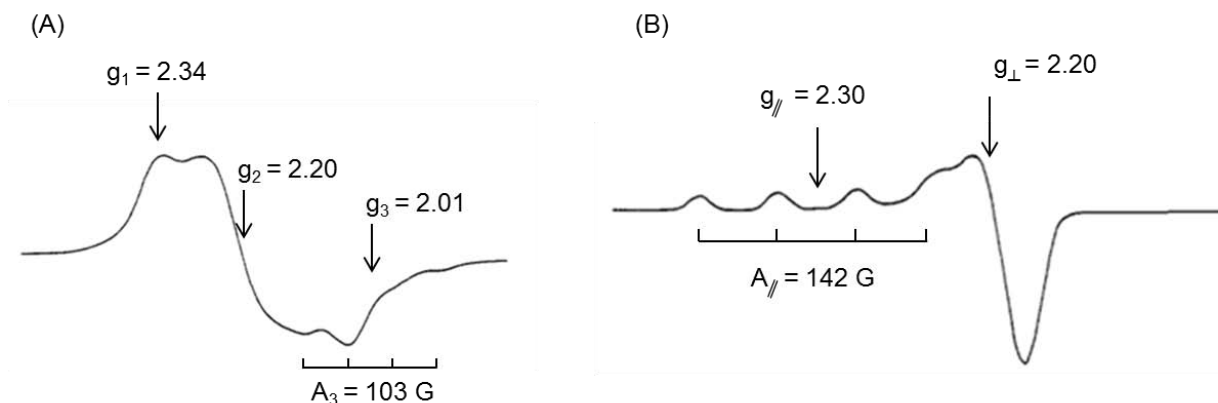 (A)
g₁ = 2.34
g₂ = 2.20
g₃ = 2.01
A₃ = 103 G
(B)
g⊥ = 2.20
g∥ = 2.30
A∥ = 142 G